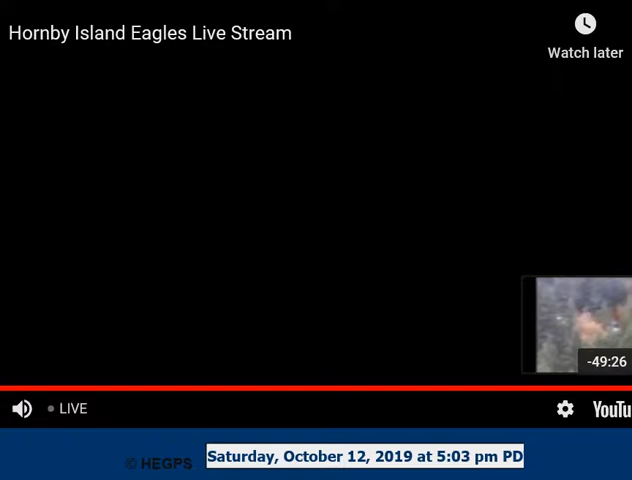 Hornby Island Eagles Live Stream
Watch later
-49:26
LIVE
YouTu
© HEGPS
Saturday, October 12, 2019 at 5:03 pm PD